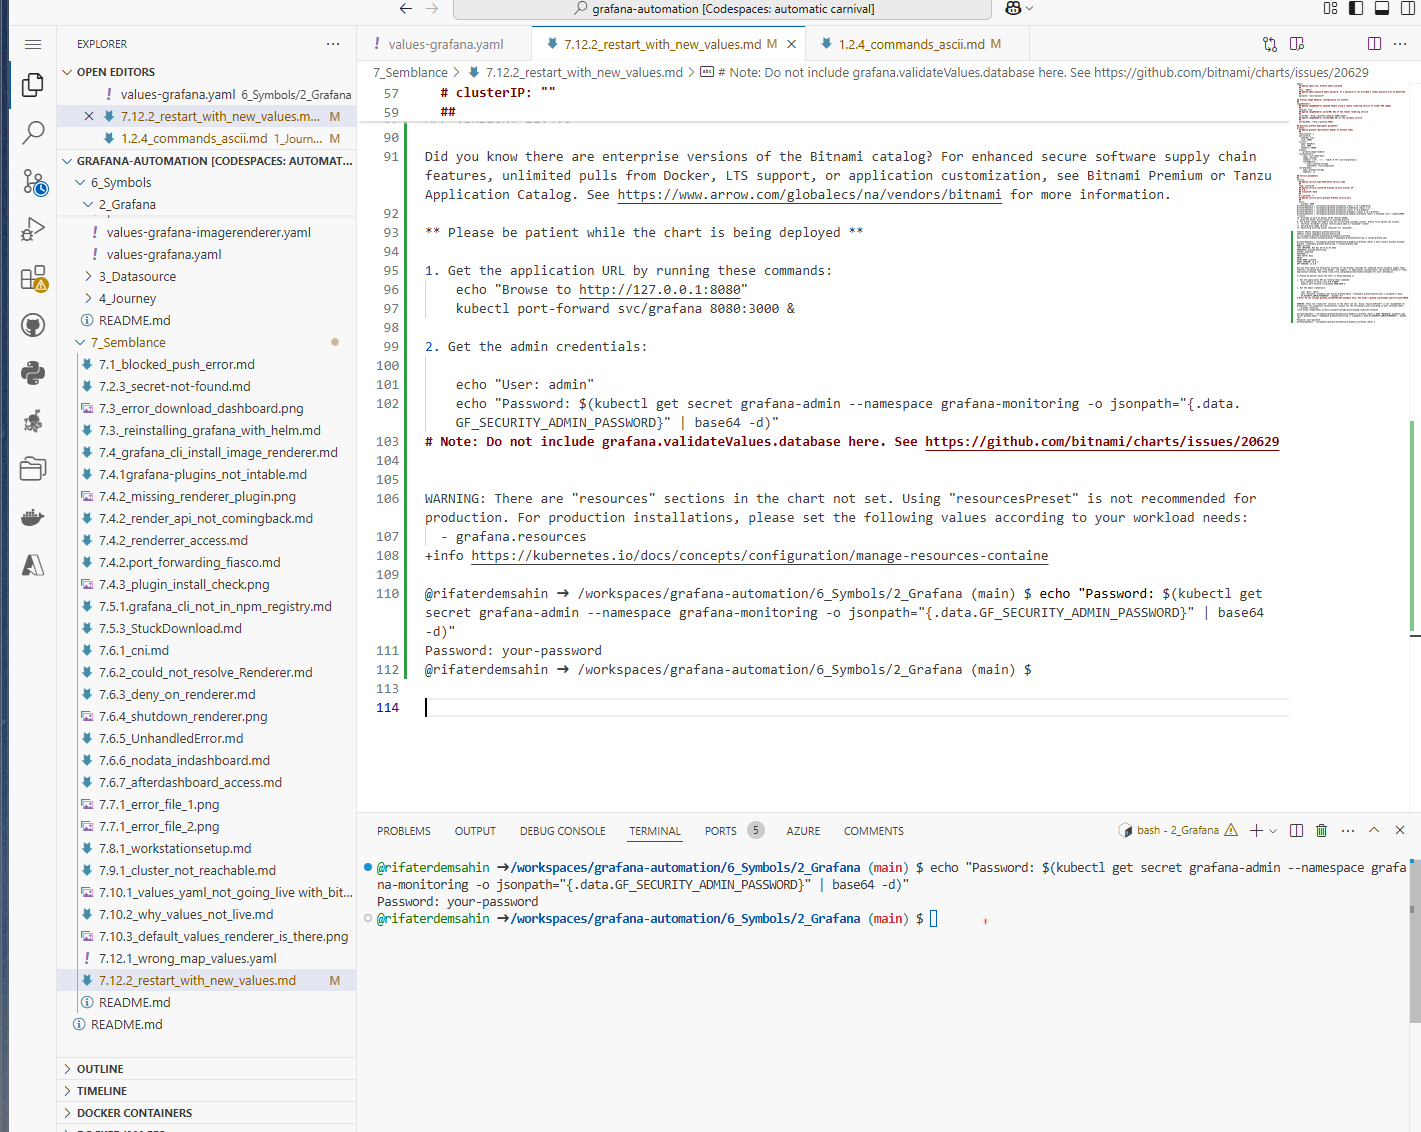 grafana-automation [Codespaces: automatic carnival]
EXPLORER
OPEN EDITORS
values-grafana.yaml 6_Symbols/2_Grafana
7.12.2_restart_with_new_values.m... M
1.2.4_commands_ascii.md 1_Journ... M
GRAFANA-AUTOMATION [CODESPACES: AUTOMAT...
6_Symbols
2_Grafana
values-grafana-imagerenderer.yaml
values-grafana.yaml
3_Datasource
4_Journey
README.md
7_Semblance
7.1_blocked_push_error.md
7.2.3_secret-not-found.md
7.3_error_download_dashboard.png
7.3._reinstalling_grafana_with_helm.md
7.4_grafana_cli_install_image_renderer.md
7.4.1grafana-plugins_not_intable.md
7.4.2_missing_renderer_plugin.png
7.4.2_render_api_not_comingback.md
7.4.2_renderrer_access.md
7.4.2.port_forwarding_fiasco.md
7.4.3_plugin_install_check.png
7.5.1.grafana_cli_not_in_npm_registry.md
7.5.3_StuckDownload.md
7.6.1_cni.md
7.6.2_could_not_resolve_Renderer.md
7.6.3_deny_on_renderer.md
7.6.4_shutdown_renderer.png
7.6.5_UnhandledError.md
7.6.6_nodata_indashboard.md
7.6.7_afterdashboard_access.md
7.7.1_error_file_1.png
7.7.1_error_file_2.png
7.8.1_workstationsetup.md
7.9.1_cluster_not_reachable.md
7.10.1_values_yaml_not_going_live with_bit...
7.10.2_why_values_not_live.md
7.10.3_default_values_renderer_is_there.png
7.12.1_wrong_map_values.yaml
7.12.2_restart_with_new_values.md M
README.md
README.md
OUTLINE
TIMELINE
DOCKER CONTAINERS
values-grafana.yaml
7.12.2_restart_with_new_values.md M
1.2.4_commands_ascii.md M
7_Semblance > 7.12.2_restart_with_new_values.md > # Note: Do not include grafana.validateValues.database here. See https://github.com/bitnami/charts/issues/20629
57 # clusterIP: ""
59 ##
90
91 Did you know there are enterprise versions of the Bitnami catalog? For enhanced secure software supply chain
features, unlimited pulls from Docker, LTS support, or application customization, see Bitnami Premium or Tanzu
Application Catalog. See https://www.arrow.com/globalecs/na/vendors/bitnami for more information.
92
93 ** Please be patient while the chart is being deployed **
94
95 1. Get the application URL by running these commands:
96 echo "Browse to http://127.0.0.1:8080"
97 kubectl port-forward svc/grafana 8080:3000 &
98
99 2. Get the admin credentials:
100
101 echo "User: admin"
102 echo "Password: $(kubectl get secret grafana-admin --namespace grafana-monitoring -o jsonpath="{.data.
GF_SECURITY_ADMIN_PASSWORD}" | base64 -d)"
103 # Note: Do not include grafana.validateValues.database here. See https://github.com/bitnami/charts/issues/20629
104
105
106 WARNING: There are "resources" sections in the chart not set. Using "resourcesPreset" is not recommended for
production. For production installations, please set the following values according to your workload needs:
107 - grafana.resources
108 +info https://kubernetes.io/docs/concepts/configuration/manage-resources-containe
109
110 @rifaterdemsahin ➜ /workspaces/grafana-automation/6_Symbols/2_Grafana (main) $ echo "Password: $(kubectl get
secret grafana-admin --namespace grafana-monitoring -o jsonpath="{.data.GF_SECURITY_ADMIN_PASSWORD}" | base64
-d)"
111 Password: your-password
112 @rifaterdemsahin ➜ /workspaces/grafana-automation/6_Symbols/2_Grafana (main) $
113
114
PROBLEMS OUTPUT DEBUG CONSOLE TERMINAL PORTS 5 AZURE COMMENTS
bash - 2_Grafana
@rifaterdemsahin ➜/workspaces/grafana-automation/6_Symbols/2_Grafana (main) $ echo "Password: $(kubectl get secret grafana-admin --namespace grafa
na-monitoring -o jsonpath="{.data.GF_SECURITY_ADMIN_PASSWORD}" | base64 -d)"
Password: your-password
@rifaterdemsahin ➜/workspaces/grafana-automation/6_Symbols/2_Grafana (main) $